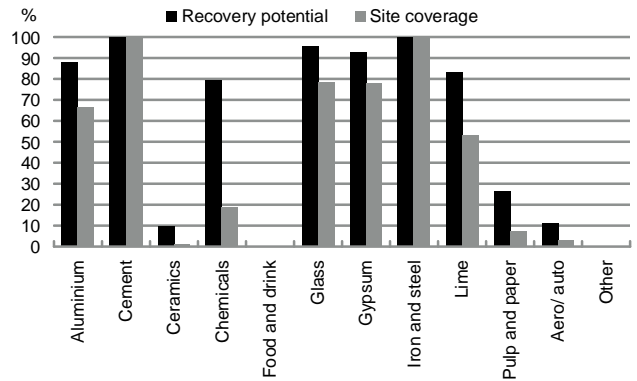 %
Recovery potential
Site coverage
100
90
80
70
60
50
40
30
20
10
0
Aluminium
Cement
Ceramics
Chemicals
Food and drink
Glass
Gypsum
Iron and steel
Lime
Pulp and paper
Aero/ auto
Other